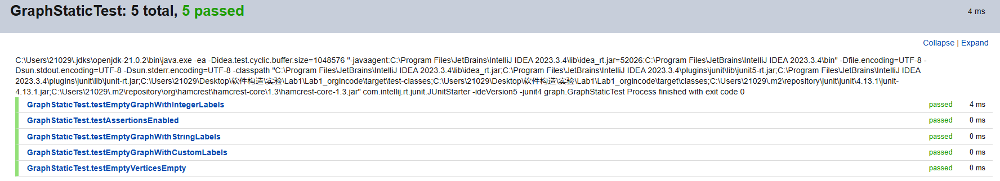 GraphStaticTest: 5 total, 5 passed
4 ms
Collapse | Expand
C:\Users\21029\.jdks\openjdk-21.0.2\bin\java.exe -ea -Didea.test.cyclic.buffer.size=1048576 "-javaagent:C:\Program Files\JetBrains\IntelliJ IDEA 2023.3.4\lib\idea_rt.jar=52026:C:\Program Files\JetBrains\IntelliJ IDEA 2023.3.4\bin" -Dfile.encoding=UTF-8 -
Dsun.stdout.encoding=UTF-8 -Dsun.stderr.encoding=UTF-8 -classpath "C:\Program Files\JetBrains\IntelliJ IDEA 2023.3.4\lib\idea_rt.jar;C:\Program Files\JetBrains\IntelliJ IDEA 2023.3.4\plugins\junit\lib\junit5-rt.jar;C:\Program Files\JetBrains\IntelliJ IDEA
2023.3.4\plugins\junit\lib\junit-rt.jar;C:\Users\21029\Desktop\软件构造\实验\Lab1\Lab1_orgincode\target\test-classes;C:\Users\21029\Desktop\软件构造\实验\Lab1\Lab1_orgincode\target\classes;C:\Users\21029\.m2\repository\junit\junit\4.13.1\junit-
4.13.1.jar;C:\Users\21029\.m2\repository\org\hamcrest\hamcrest-core\1.3\hamcrest-core-1.3.jar" com.intellij.rt.junit.JUnitStarter -ideVersion5 -junit4 graph.GraphStaticTest Process finished with exit code 0
GraphStaticTest.testEmptyGraphWithIntegerLabels passed 4 ms
GraphStaticTest.testAssertionsEnabled passed 0 ms
GraphStaticTest.testEmptyGraphWithStringLabels passed 0 ms
GraphStaticTest.testEmptyGraphWithCustomLabels passed 0 ms
GraphStaticTest.testEmptyVerticesEmpty passed 0 ms